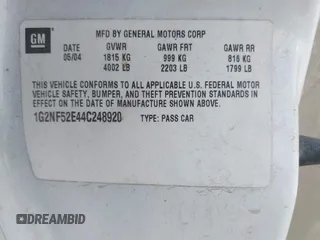 GM
MFD BY GENERAL MOTORS CORP
DATE GVWR GAWR FRT GAWR RR
05/04 1815 KG 999 KG 816 KG
4002 LB 2203 LB 1799 LB
THIS VEHICLE CONFORMS TO ALL APPLICABLE U.S. FEDERAL MOTOR
VEHICLE SAFETY, BUMPER, AND THEFT PREVENTION STANDARDS IN
EFFECT ON THE DATE OF MANUFACTURE SHOWN ABOVE.
1G2NF52E44C248920 TYPE: PASS CAR
DREAMBID